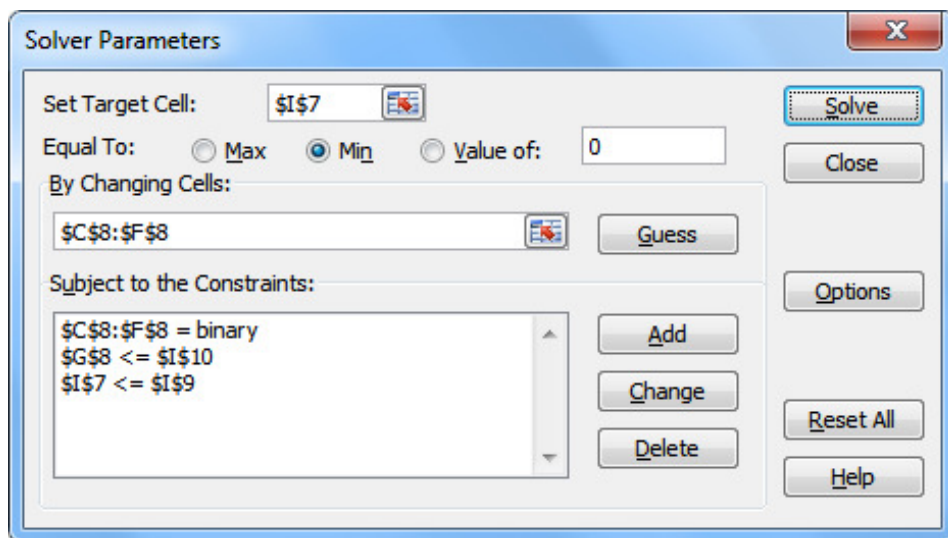 Solver Parameters
Set Target Cell: $I$7 Solve
Equal To: Max Min Value of: 0 Close
By Changing Cells:
$C$8:$F$8 Guess
Subject to the Constraints: Options
$C$8:$F$8 = binary Add
$G$8 <= $I$10
$I$7 <= $I$9 Change
Reset All
Delete
Help